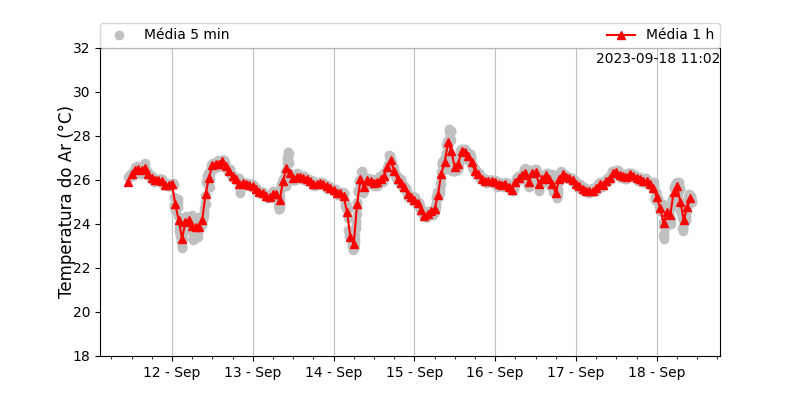 Média 5 min
Média 1 h
2023-09-18 11:02
Temperatura do Ar (°C)
32
30
28
26
24
22
20
18
12 - Sep
13 - Sep
14 - Sep
15 - Sep
16 - Sep
17 - Sep
18 - Sep